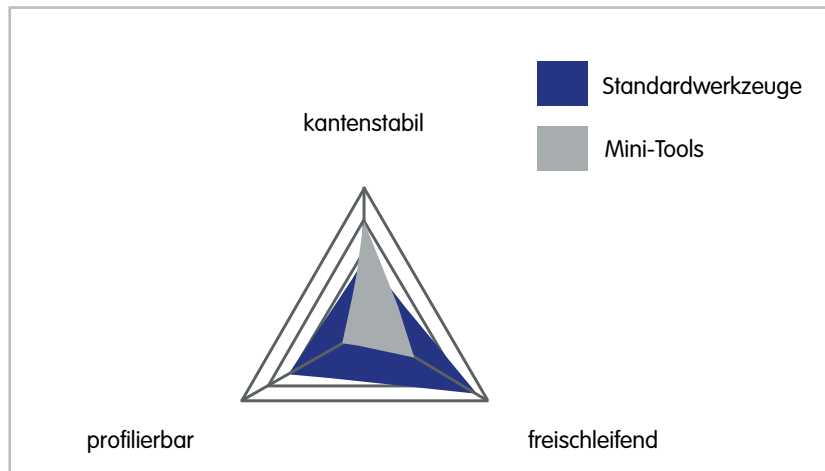 Standardwerkzeuge
kantenstabil
Mini-Tools
profilierbar
freischleifend